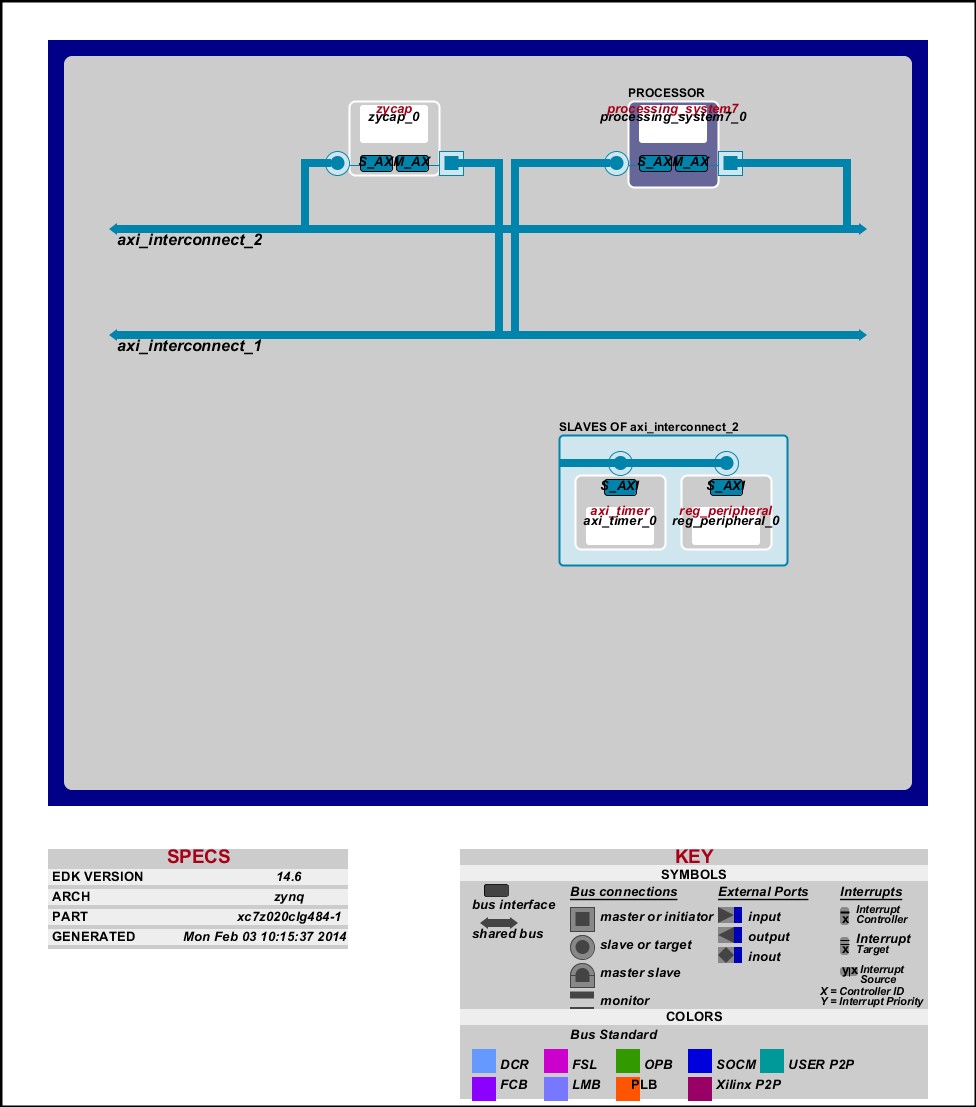 PROCESSOR
zycap
zycap_0
processing_system7
processing_system7_0
S_AXI
M_AX
S_AXI
M_AX
axi_interconnect_2
axi_interconnect_1
SLAVES OF axi_interconnect_2
S_AXI
S_AXI
axi_timer
axi_timer_0
reg_peripheral
reg_peripheral_0
SPECS
EDK VERSION 14.6
ARCH zynq
PART xc7z020clg484-1
GENERATED Mon Feb 03 10:15:37 2014
KEY
SYMBOLS
bus interface
shared bus
Bus connections
master or initiator
slave or target
master slave
monitor
External Ports
input
output
inout
Interrupts
x
Interrupt
Controller
x
Interrupt
Target
y x
Interrupt
Source
X = Controller ID
Y = Interrupt Priority
COLORS
Bus Standard
DCR FSL OPB SOCM USER P2P
FCB LMB PLB Xilinx P2P